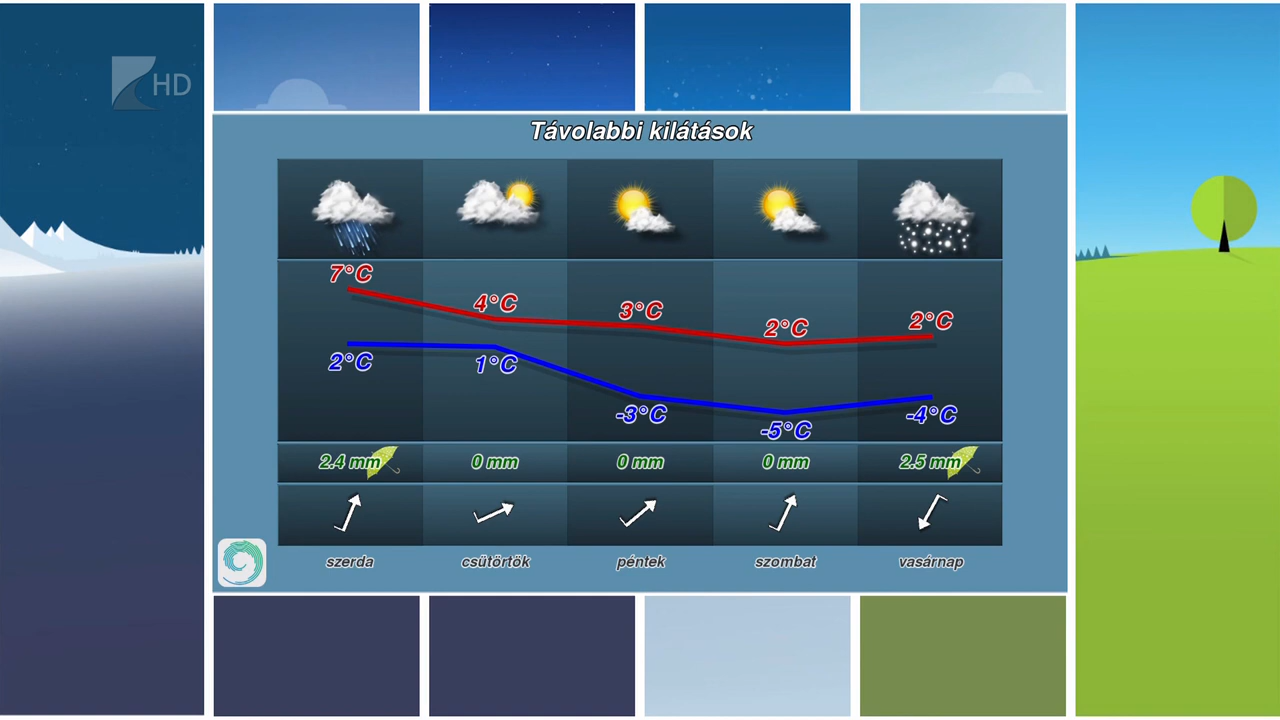 HD
Távolabbi kilátások
7°C 4°C 3°C 2°C 2°C
2°C 1°C -3°C -5°C -4°C
2.4 mm 0 mm 0 mm 0 mm 2.5 mm
szerda csütörtök péntek szombat vasárnap